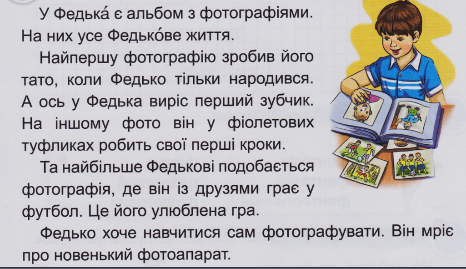 У Федька́ є альбом з фотографіями.
На них усе Федько́ве життя.
Найпершу фотографію зробив його
тато, коли Федько тільки народився.
А ось у Федька виріс перший зубчик.
На іншому фото він у фіолетових
туфликах робить свої перші кроки.
Та найбільше Федькові подобається
фотографія, де він із друзями грає у
футбол. Це його улюблена гра.
Федько хоче навчитися сам фотографувати. Він мріє
про новенький фотоапарат.